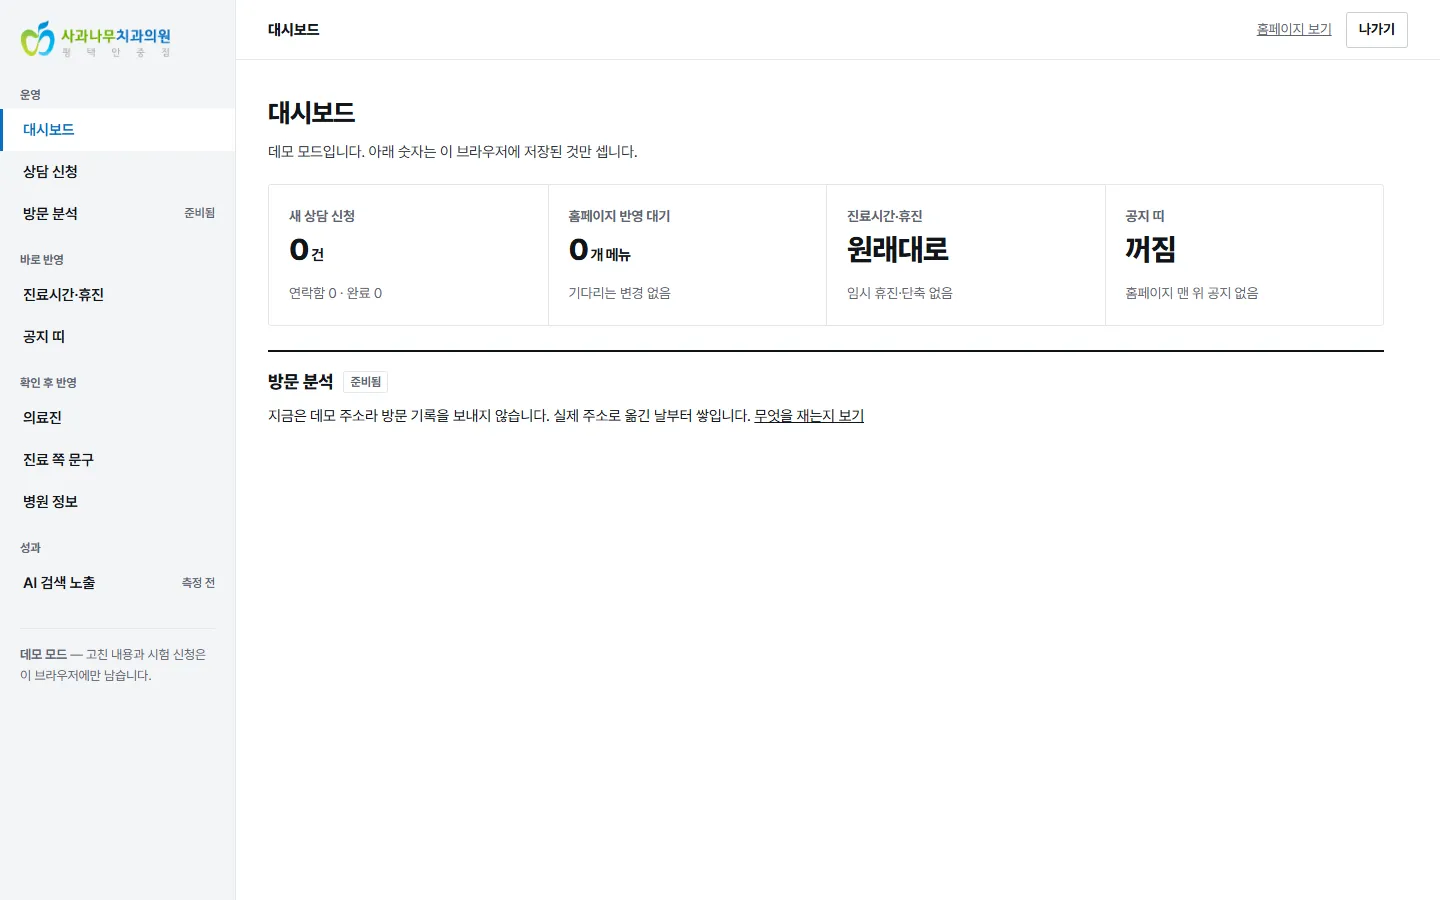 사과나무치과의원
평택안중점
대시보드
홈페이지 보기
나가기
운영
대시보드
상담 신청
방문 분석
준비됨
바로 반영
진료시간·휴진
공지 띠
확인 후 반영
의료진
진료 쪽 문구
병원 정보
성과
AI 검색 노출
측정 전
데모 모드 — 고친 내용과 시험 신청은
이 브라우저에만 남습니다.
대시보드
데모 모드입니다. 아래 숫자는 이 브라우저에 저장된 것만 셉니다.
새 상담 신청
0건
연락함 0 · 완료 0
홈페이지 반영 대기
0개 메뉴
기다리는 변경 없음
진료시간·휴진
원래대로
임시 휴진·단축 없음
공지 띠
꺼짐
홈페이지 맨 위 공지 없음
방문 분석
준비됨
지금은 데모 주소라 방문 기록을 보내지 않습니다. 실제 주소로 옮긴 날부터 쌓입니다. 무엇을 재는지 보기